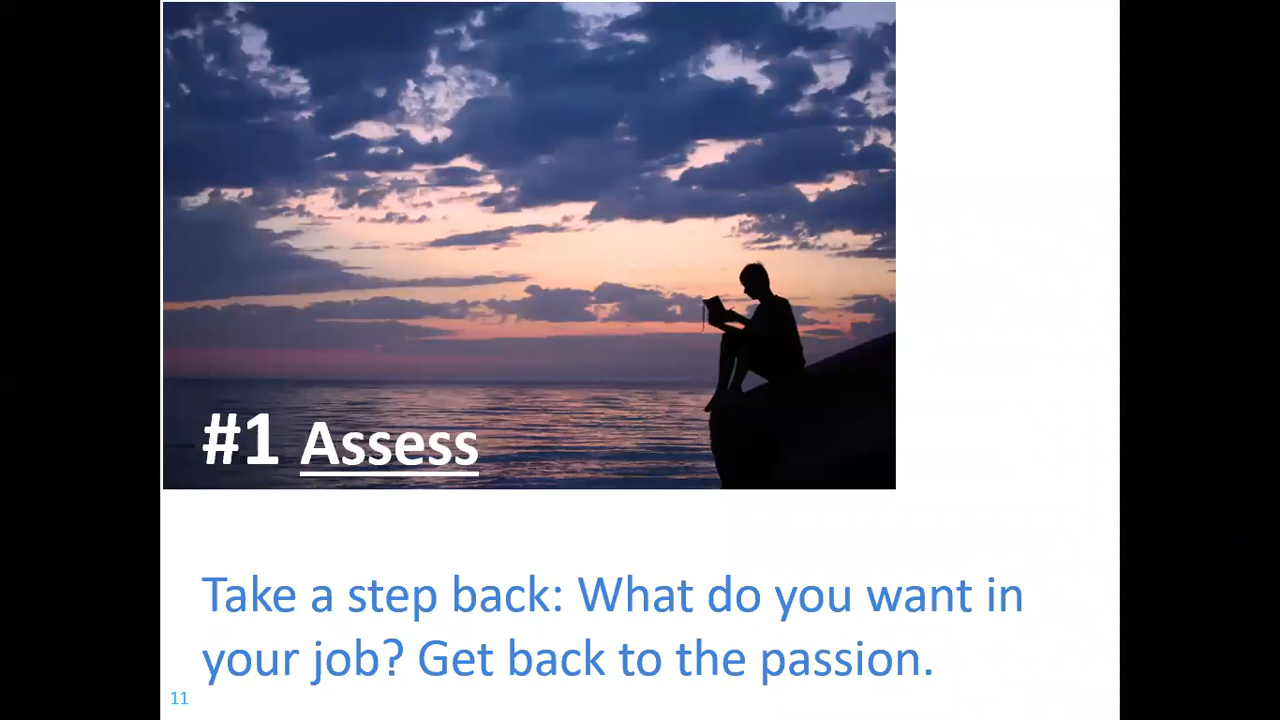 #1 Assess
Take a step back: What do you want in
your job? Get back to the passion.
11